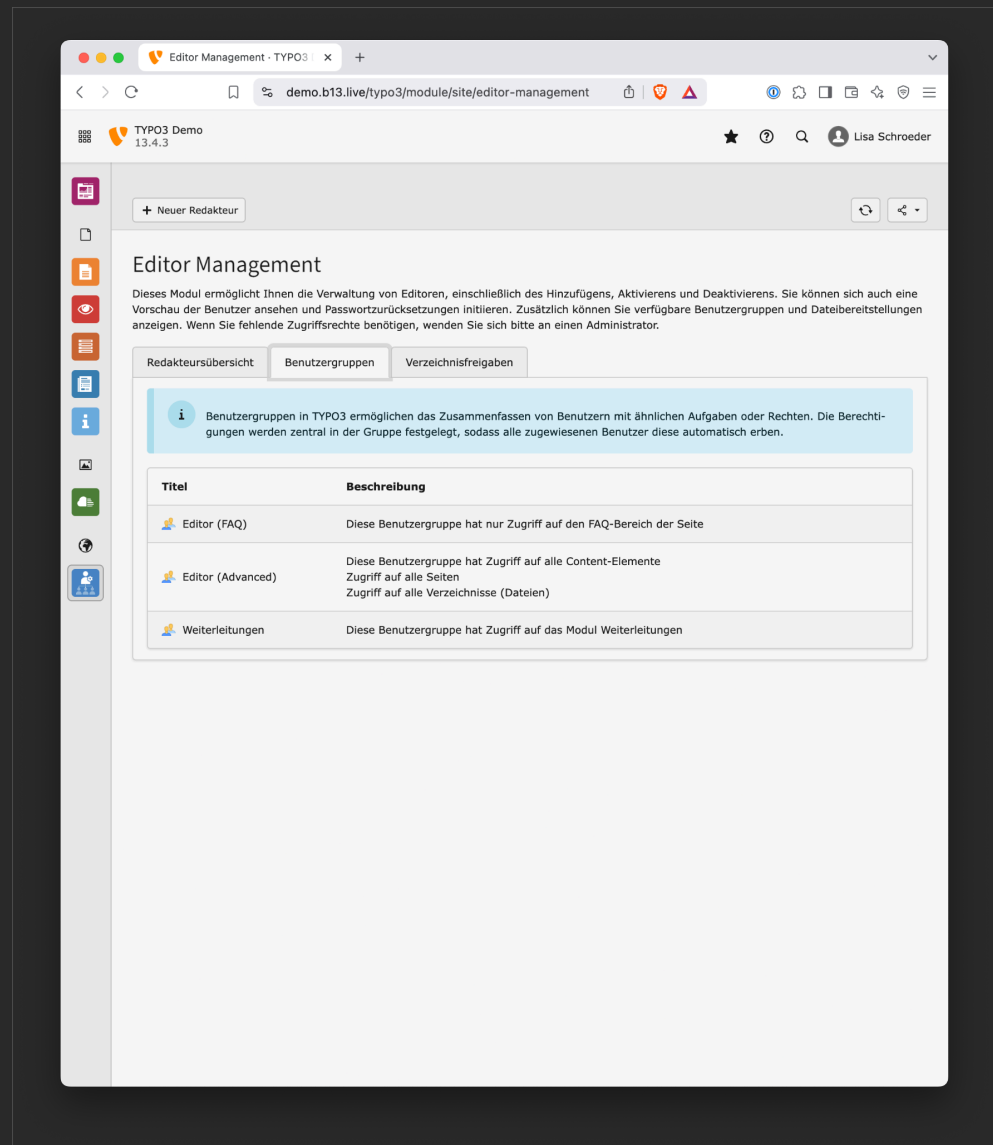 Editor Management · TYPO3
demo.b13.live/typo3/module/site/editor-management
TYPO3 Demo
13.4.3
Lisa Schroeder
+ Neuer Redakteur
Editor Management
Dieses Modul ermöglicht Ihnen die Verwaltung von Editoren, einschließlich des Hinzufügens, Aktivierens und Deaktivierens. Sie können sich auch eine
Vorschau der Benutzer ansehen und Passwortzurücksetzungen initiieren. Zusätzlich können Sie verfügbare Benutzergruppen und Dateibereitstellungen
anzeigen. Wenn Sie fehlende Zugriffsrechte benötigen, wenden Sie sich bitte an einen Administrator.
Redakteursübersicht Benutzergruppen Verzeichnisfreigaben
Benutzergruppen in TYPO3 ermöglichen das Zusammenfassen von Benutzern mit ähnlichen Aufgaben oder Rechten. Die Berechti-
gungen werden zentral in der Gruppe festgelegt, sodass alle zugewiesenen Benutzer diese automatisch erben.
Titel Beschreibung
Editor (FAQ) Diese Benutzergruppe hat nur Zugriff auf den FAQ-Bereich der Seite
Diese Benutzergruppe hat Zugriff auf alle Content-Elemente
Editor (Advanced) Zugriff auf alle Seiten
Zugriff auf alle Verzeichnisse (Dateien)
Weiterleitungen Diese Benutzergruppe hat Zugriff auf das Modul Weiterleitungen